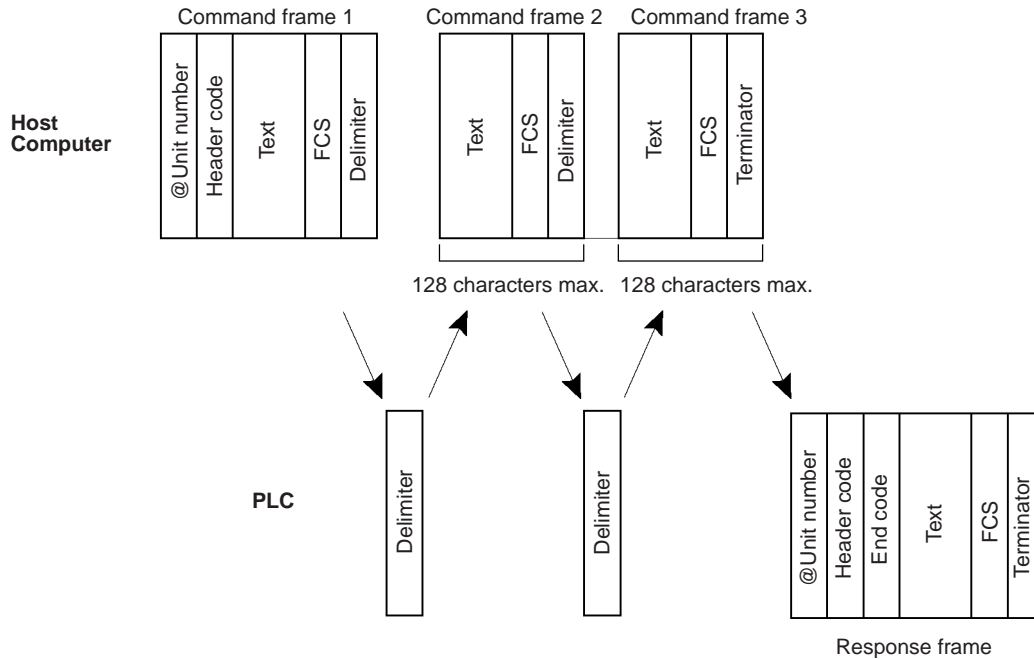 Command frame 1
Command frame 2
Command frame 3
Host
Computer
@Unit number
Header code
Text
FCS
Delimiter
Text
FCS
Delimiter
Text
FCS
Terminator
128 characters max.
128 characters max.
PLC
Delimiter
Delimiter
@Unit number
Header code
End code
Text
FCS
Terminator
Response frame